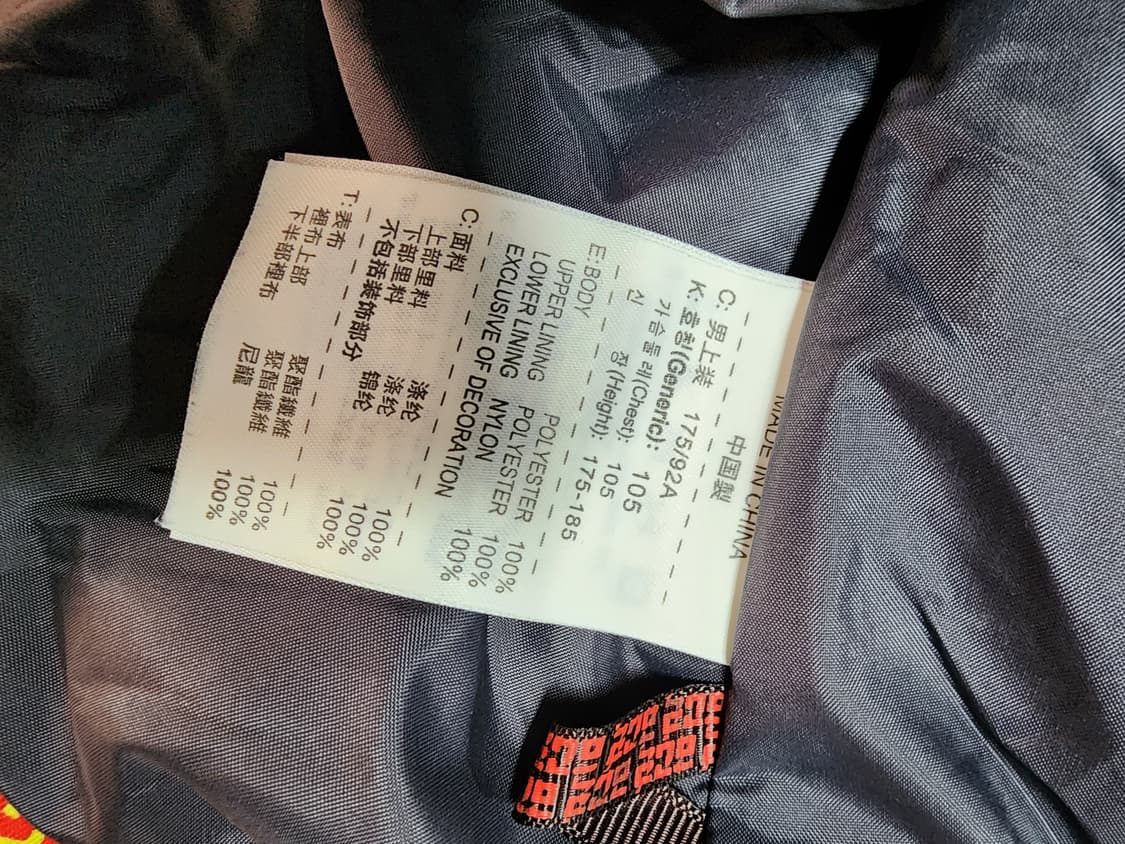 MADE IN CHINA
中国製
C: 男上装 175/92A
K: 호칭(Generic): 105
가슴둘레(Chest): 105
신 장(Height): 175-185
E:BODY POLYESTER 100%
UPPER LINING POLYESTER 100%
LOWER LINING NYLON 100%
EXCLUSIVE OF DECORATION
C:面料 涤纶 100%
上部里料 涤纶 100%
下部里料 锦纶 100%
不包括装饰部分
T:表布 聚酯纖維 100%
裡布上部 聚酯纖維 100%
下半部裡布 尼龍 100%